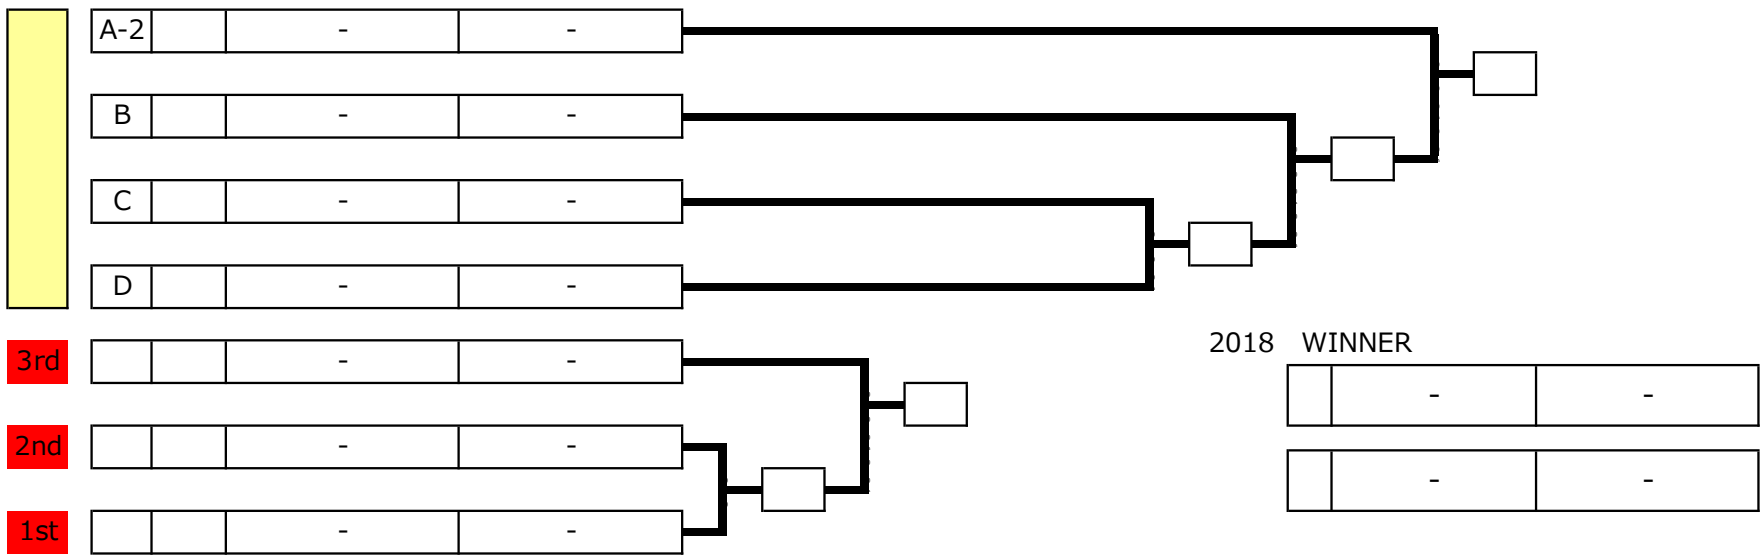 A-2 - -
B - -
C - -
D - -
2018 WINNER
3rd - -
- -
2nd - -
- -
1st - -